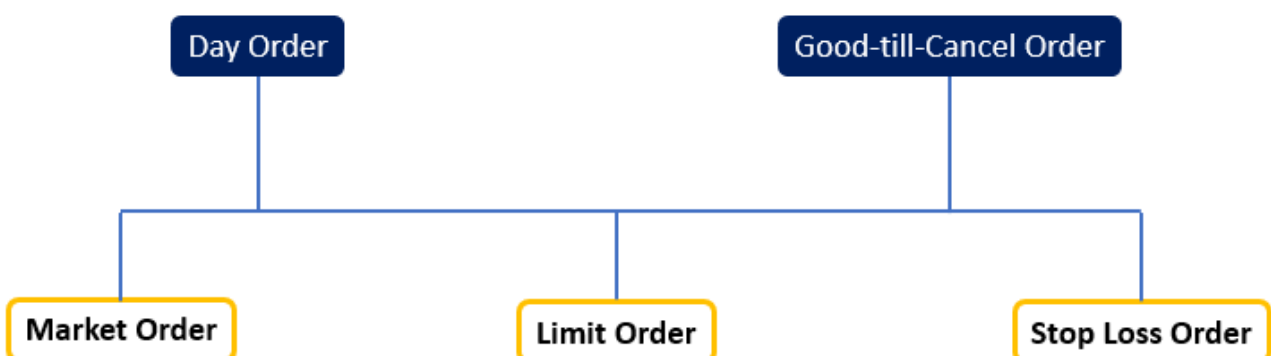 Day Order
Good-till-Cancel Order
Market Order
Limit Order
Stop Loss Order